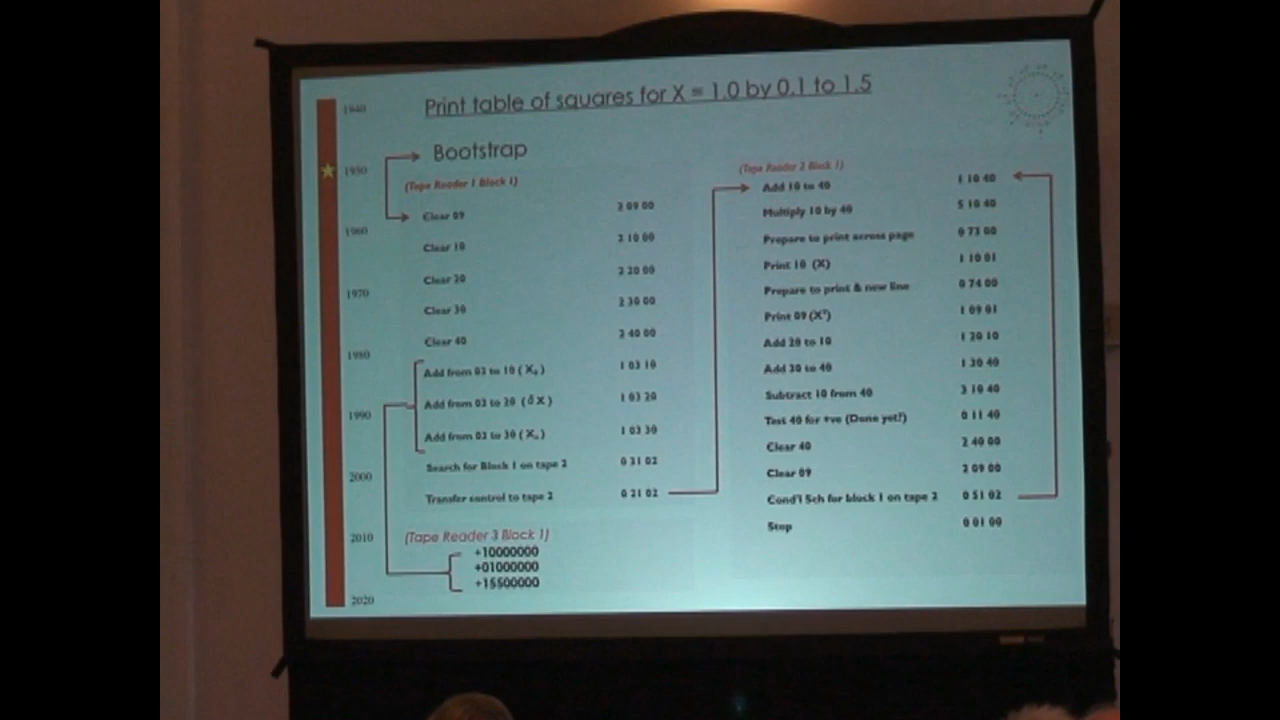 Print table of squares for X = 1.0 by 0.1 to 1.5
1940
1950
1960
1970
1980
1990
2000
2010
2020
Bootstrap
(Tape Reader 1 Block 1)
Clear 09 2 09 00
Clear 10 2 10 00
Clear 20 2 20 00
Clear 30 2 30 00
Clear 40 2 40 00
Add from 03 to 10 ( X₀ ) 1 03 10
Add from 03 to 20 ( δ X ) 1 03 20
Add from 03 to 30 ( Xₙ ) 1 03 30
Search for Block 1 on tape 2 0 31 02
Transfer control to tape 2 0 21 02
(Tape Reader 3 Block 1)
+10000000
+01000000
+15500000
(Tape Reader 2 Block 1)
Add 10 to 40 1 10 40
Multiply 10 by 40 5 10 40
Prepare to print across page 0 73 00
Print 10 (X) 1 10 01
Prepare to print & new line 0 74 00
Print 09 (X²) 1 09 01
Add 20 to 10 1 20 10
Add 30 to 40 1 30 40
Subtract 10 from 40 3 10 40
Test 40 for +ve (Done yet?) 0 11 40
Clear 40 2 40 00
Clear 09 2 09 00
Cond'l Sch for block 1 on tape 2 0 51 02
Stop 0 01 00